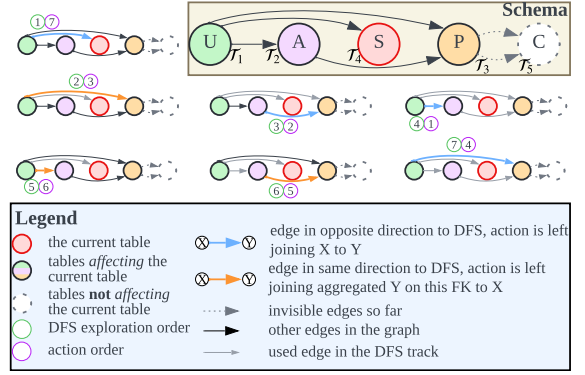 Schema
U A S P C
𝒯1 𝒯2 𝒯4 𝒯3 𝒯5
1 7
2 3
3 2
4 1
5 6
6 5
7 4
Legend
the current table
tables affecting the
current table
tables not affecting
the current table
DFS exploration order
action order
X Y
edge in opposite direction to DFS, action is left
joining X to Y
X Y
edge in same direction to DFS, action is left
joining aggregated Y on this FK to X
invisible edges so far
other edges in the graph
used edge in the DFS track